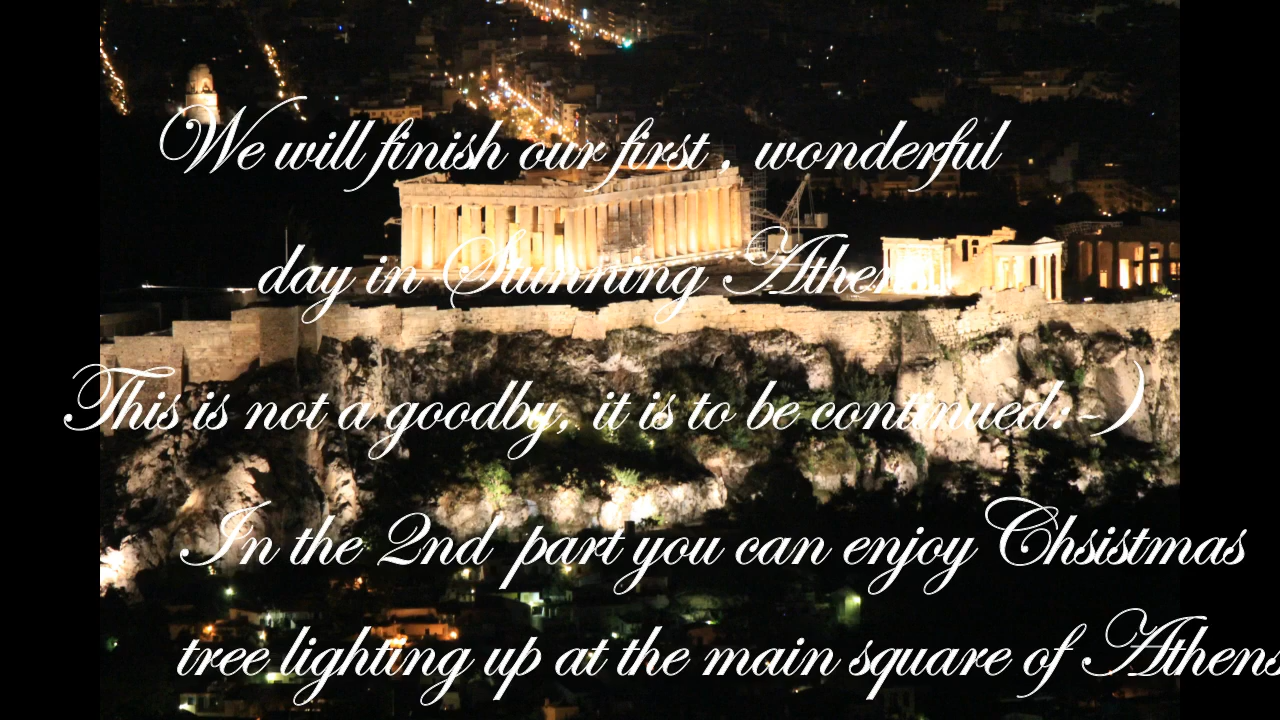 We will finish our first , wonderful
day in Stunning Athens.
This is not a goodby, it is to be continued:-)
In the 2nd part you can enjoy Chsistmas
tree lighting up at the main square of Athens